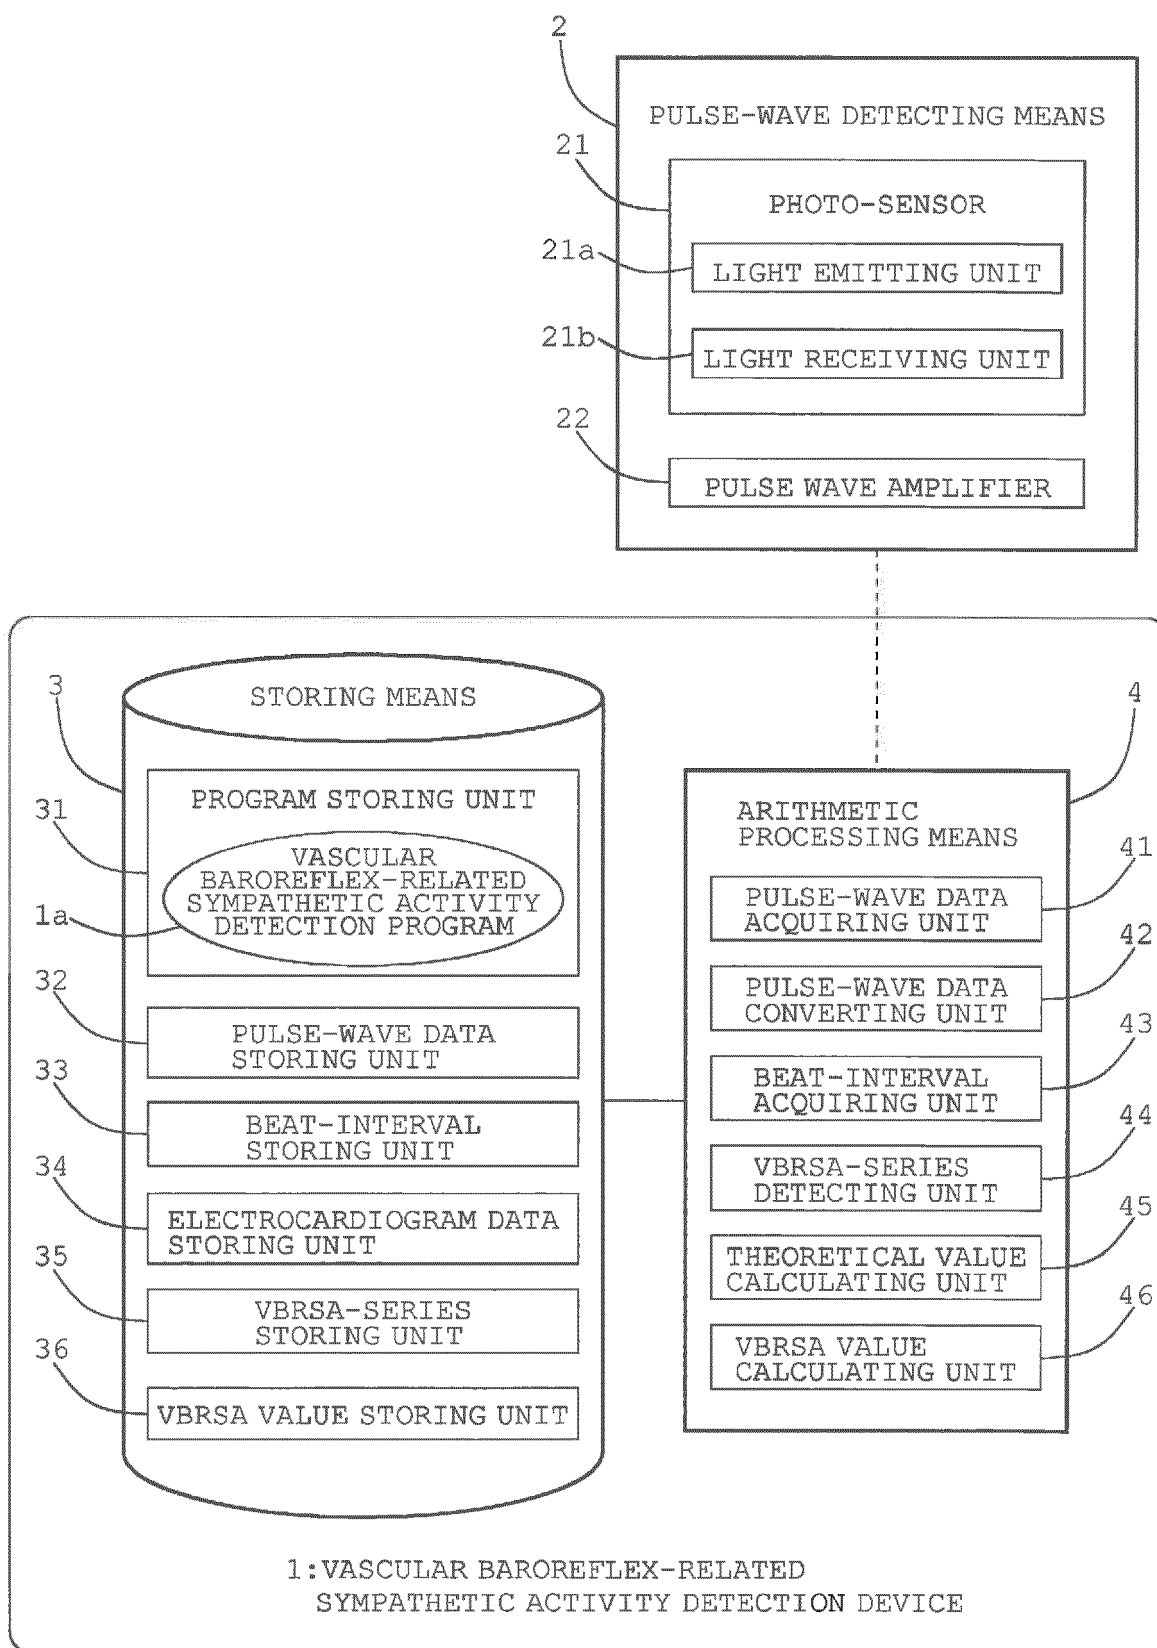 2
PULSE-WAVE DETECTING MEANS
21
PHOTO-SENSOR
21a
LIGHT EMITTING UNIT
21b
LIGHT RECEIVING UNIT
22
PULSE WAVE AMPLIFIER
3
STORING MEANS
31
PROGRAM STORING UNIT
1a
VASCULAR
BAROREFLEX-RELATED
SYMPATHETIC ACTIVITY
DETECTION PROGRAM
32
PULSE-WAVE DATA
STORING UNIT
33
BEAT-INTERVAL
STORING UNIT
34
ELECTROCARDIOGRAM DATA
STORING UNIT
35
VBRSA-SERIES
STORING UNIT
36
VBRSA VALUE STORING UNIT
4
ARITHMETIC
PROCESSING MEANS
41
PULSE-WAVE DATA
ACQUIRING UNIT
42
PULSE-WAVE DATA
CONVERTING UNIT
43
BEAT-INTERVAL
ACQUIRING UNIT
44
VBRSA-SERIES
DETECTING UNIT
45
THEORETICAL VALUE
CALCULATING UNIT
46
VBRSA VALUE
CALCULATING UNIT
1:VASCULAR BAROREFLEX-RELATED
SYMPATHETIC ACTIVITY DETECTION DEVICE